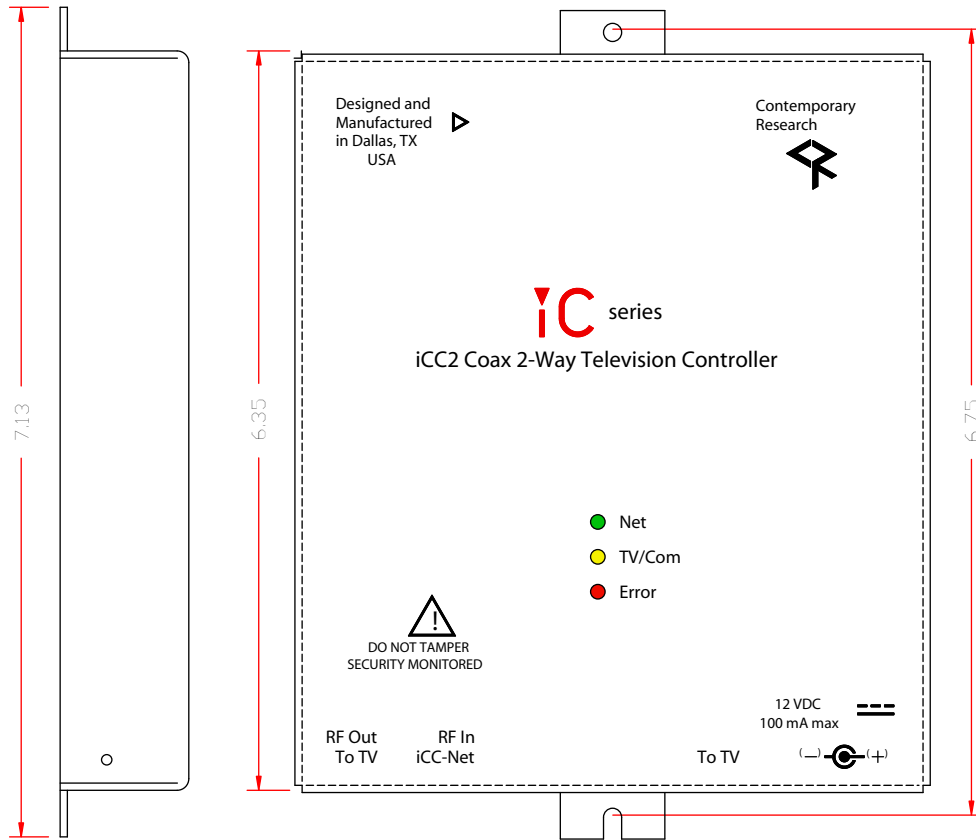 Designed and
Manufactured
in Dallas, TX
USA
Contemporary
Research
iC series
iCC2 Coax 2-Way Television Controller
7.13
6.35
6.75
Net
TV/Com
Error
!
DO NOT TAMPER
SECURITY MONITORED
12 VDC
100 mA max
RF Out
To TV
RF In
iCC-Net
To TV
(—) (+)